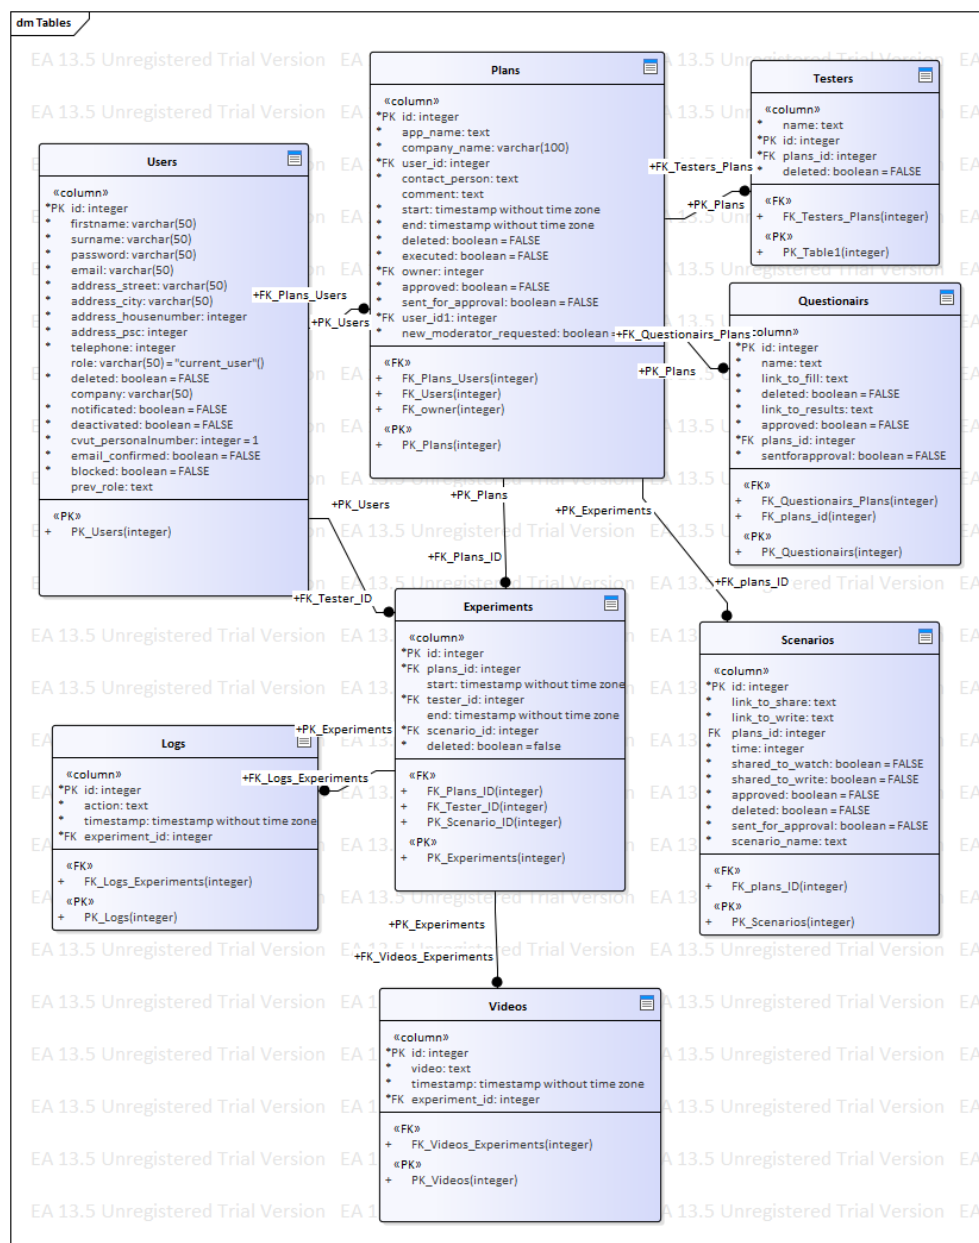 dm Tables
Plans
«column»
*PK id: integer
* app_name: text
* company_name: varchar(100)
*FK user_id: integer
* contact_person: text
comment: text
* start: timestamp without time zone
* end: timestamp without time zone
* deleted: boolean = FALSE
* executed: boolean = FALSE
*FK owner: integer
* approved: boolean = FALSE
* sent_for_approval: boolean = FALSE
*FK user_id1: integer
* new_moderator_requested: boolean =
«FK»
+ FK_Plans_Users(integer)
+ FK_Users(integer)
+ FK_owner(integer)
«PK»
+ PK_Plans(integer)
Testers
«column»
* name: text
*PK id: integer
*FK plans_id: integer
* deleted: boolean = FALSE
«FK»
+ FK_Testers_Plans(integer)
«PK»
+ PK_Table1(integer)
Users
«column»
*PK id: integer
* firstname: varchar(50)
* surname: varchar(50)
* password: varchar(50)
* email: varchar(50)
* address_street: varchar(50)
* address_city: varchar(50)
* address_housenumber: integer
* address_psc: integer
* telephone: integer
role: varchar(50) = "current_user"()
* deleted: boolean = FALSE
company: varchar(50)
* notificated: boolean = FALSE
* deactivated: boolean = FALSE
* cvut_personalnumber: integer = 1
* email_confirmed: boolean = FALSE
* blocked: boolean = FALSE
prev_role: text
«PK»
+ PK_Users(integer)
+FK_Testers_Plans
+PK_Plans
+FK_Plans_Users
+PK_Users
+FK_Questionairs_Plans
+PK_Plans
Questionairs
«column»
*PK id: integer
* name: text
* link_to_fill: text
* deleted: boolean = FALSE
* link_to_results: text
* approved: boolean = FALSE
*FK plans_id: integer
* sentforapproval: boolean = FALSE
«FK»
+ FK_Questionairs_Plans(integer)
+ FK_plans_id(integer)
«PK»
+ PK_Questionairs(integer)
+PK_Plans
+PK_Users
+PK_Experiments
+FK_Plans_ID
+FK_plans_ID
+FK_Tester_ID
Experiments
«column»
*PK id: integer
*FK plans_id: integer
start: timestamp without time zone
*FK tester_id: integer
end: timestamp without time zone
*FK scenario_id: integer
* deleted: boolean = false
«FK»
+ FK_Plans_ID(integer)
+ FK_Tester_ID(integer)
+ PK_Scenario_ID(integer)
«PK»
+ PK_Experiments(integer)
Scenarios
«column»
*PK id: integer
* link_to_share: text
* link_to_write: text
FK plans_id: integer
* time: integer
* shared_to_watch: boolean = FALSE
* shared_to_write: boolean = FALSE
* approved: boolean = FALSE
* deleted: boolean = FALSE
* sent_for_approval: boolean = FALSE
* scenario_name: text
«FK»
+ FK_plans_ID(integer)
«PK»
+ PK_Scenarios(integer)
+PK_Experiments
+FK_Logs_Experiments
Logs
«column»
*PK id: integer
* action: text
* timestamp: timestamp without time zone
*FK experiment_id: integer
«FK»
+ FK_Logs_Experiments(integer)
«PK»
+ PK_Logs(integer)
+PK_Experiments
+FK_Videos_Experiments
Videos
«column»
*PK id: integer
* video: text
* timestamp: timestamp without time zone
*FK experiment_id: integer
«FK»
+ FK_Videos_Experiments(integer)
«PK»
+ PK_Videos(integer)
EA 13.5 Unregistered Trial Version